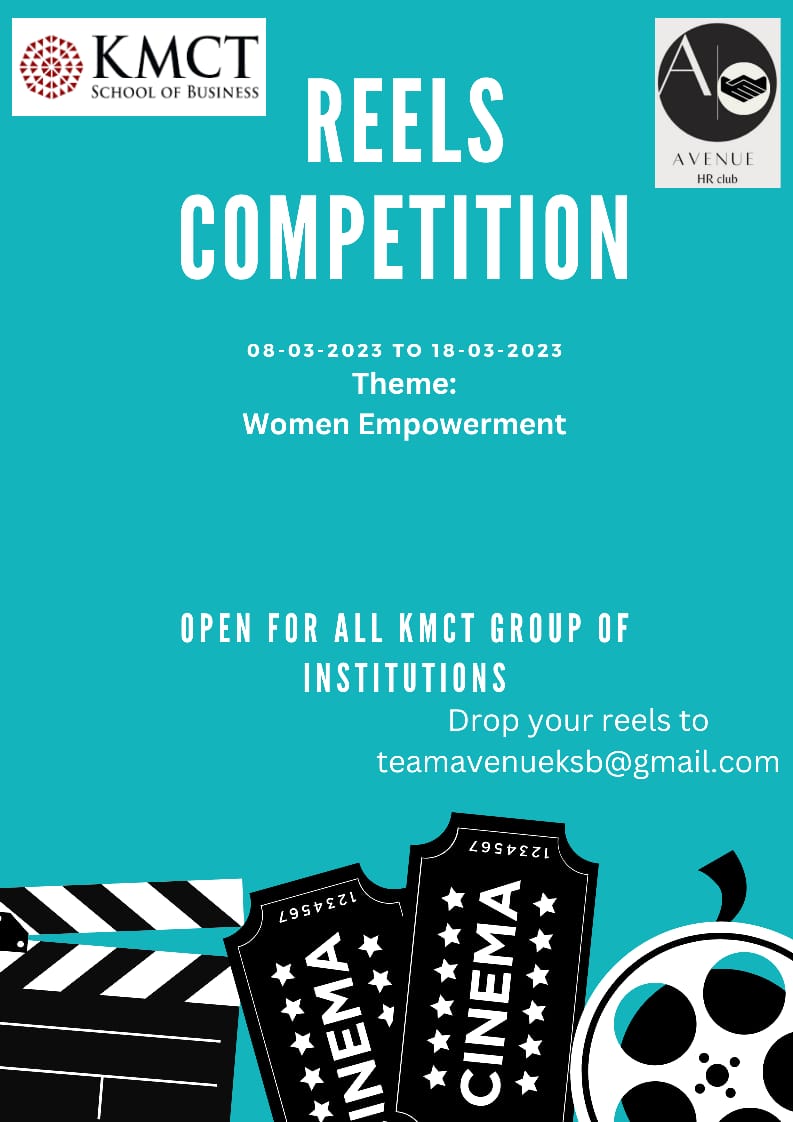 KMCT
SCHOOL OF BUSINESS
A
AVENUE
HR club
REELS
COMPETITION
08-03-2023 TO 18-03-2023
Theme:
Women Empowerment
OPEN FOR ALL KMCT GROUP OF
INSTITUTIONS
Drop your reels to
teamavenueksb@gmail.com
1234567
INEMA
1234567
CINEMA